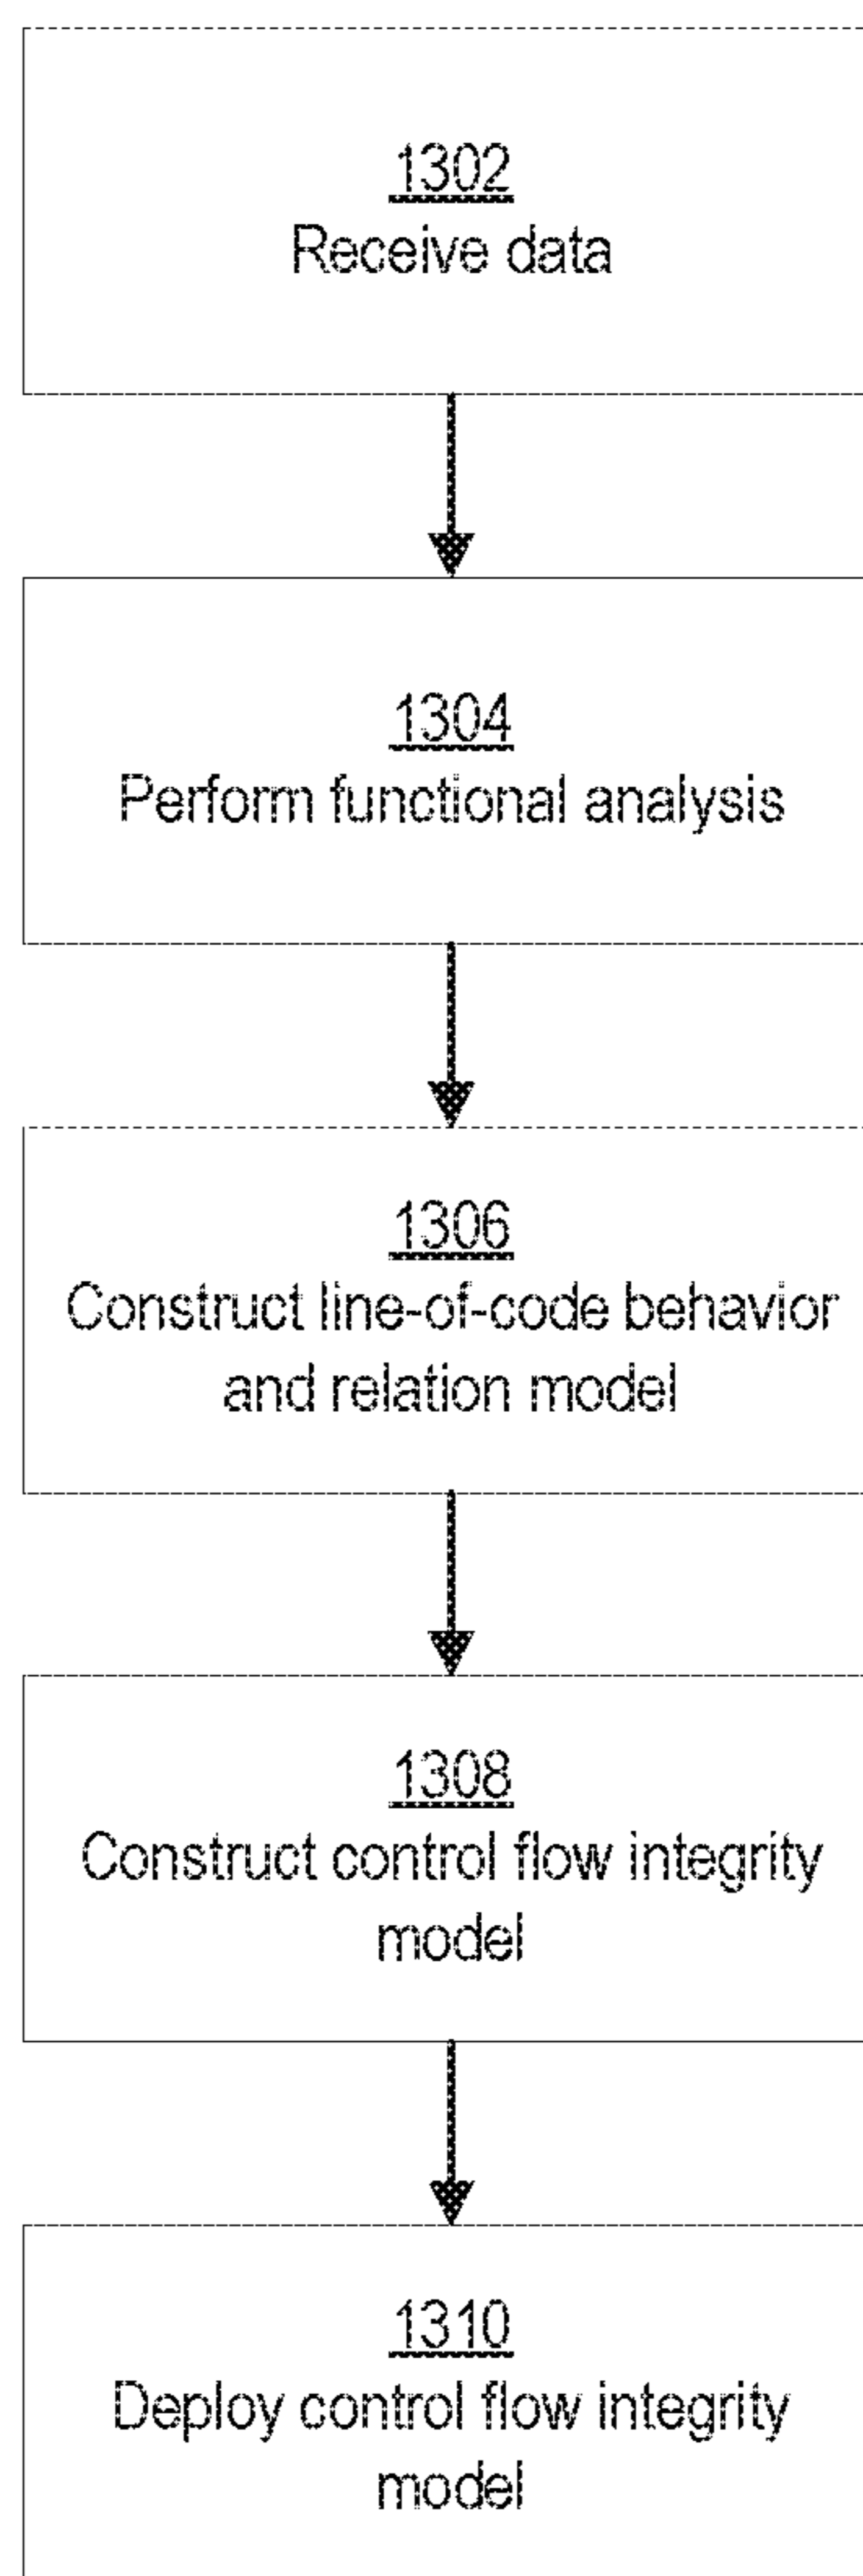 1302
Receive data
1304
Perform functional analysis
1306
Construct line-of-code behavior
and relation model
1308
Construct control flow integrity
model
1310
Deploy control flow integrity
model